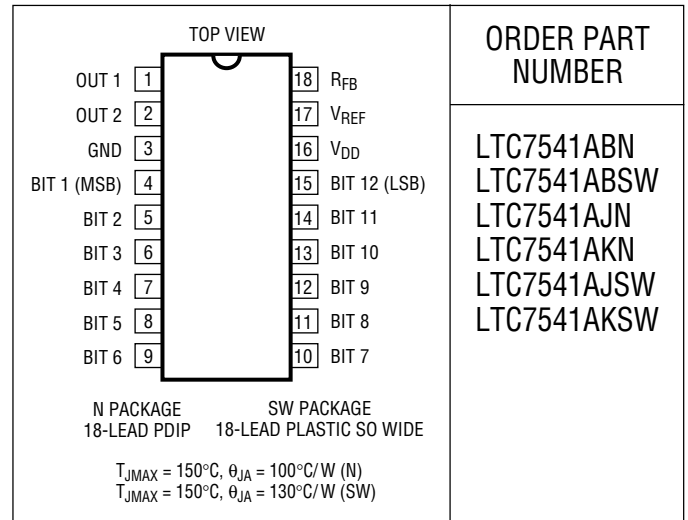 TOP VIEW
OUT 1 1
OUT 2 2
GND 3
BIT 1 (MSB) 4
BIT 2 5
BIT 3 6
BIT 4 7
BIT 5 8
BIT 6 9
18 RFB
17 VREF
16 VDD
15 BIT 12 (LSB)
14 BIT 11
13 BIT 10
12 BIT 9
11 BIT 8
10 BIT 7
N PACKAGE
18-LEAD PDIP
SW PACKAGE
18-LEAD PLASTIC SO WIDE
TJMAX = 150°C, θJA = 100°C/W (N)
TJMAX = 150°C, θJA = 130°C/W (SW)
ORDER PART
NUMBER
LTC7541ABN
LTC7541ABSW
LTC7541AJN
LTC7541AKN
LTC7541AJSW
LTC7541AKSW